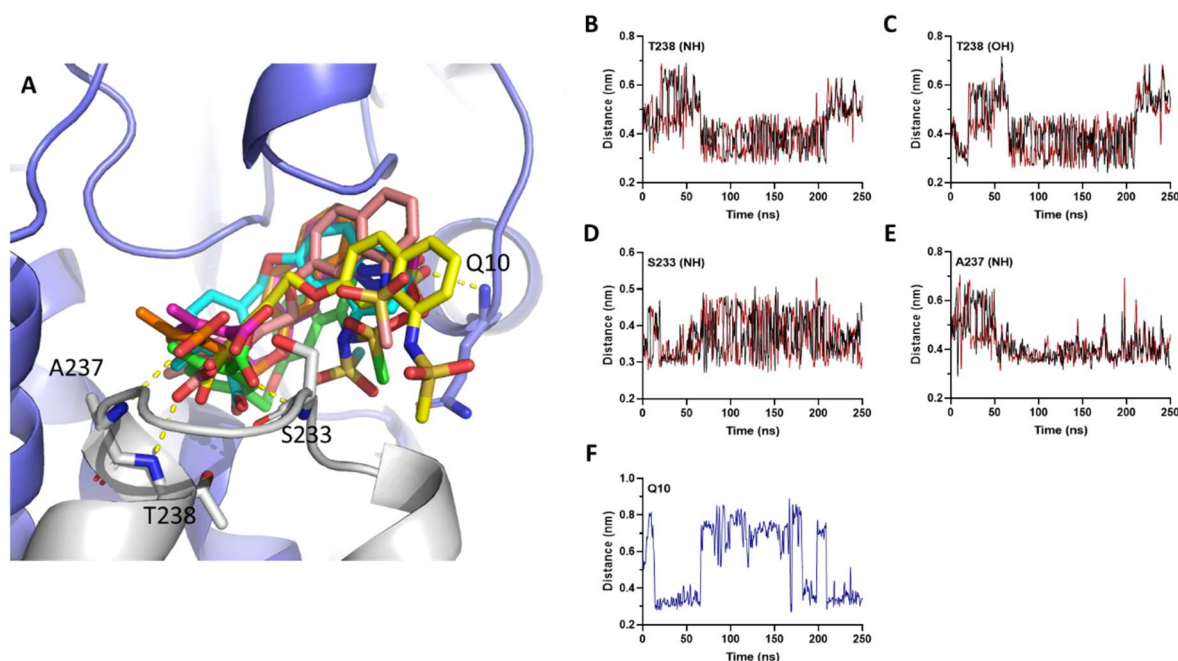 A
Q10
A237
S233
T238
B
T238 (NH)
Distance (nm)
0.8
0.6
0.4
0.2
0 50 100 150 200 250
Time (ns)
C
T238 (OH)
Distance (nm)
0.8
0.6
0.4
0.2
0 50 100 150 200 250
Time (ns)
D
S233 (NH)
Distance (nm)
0.6
0.5
0.4
0.3
0.2
0 50 100 150 200 250
Time (ns)
E
A237 (NH)
Distance (nm)
0.8
0.6
0.4
0.2
0 50 100 150 200 250
Time (ns)
F
Q10
Distance (nm)
1.0
0.8
0.6
0.4
0.2
0 50 100 150 200 250
Time (ns)